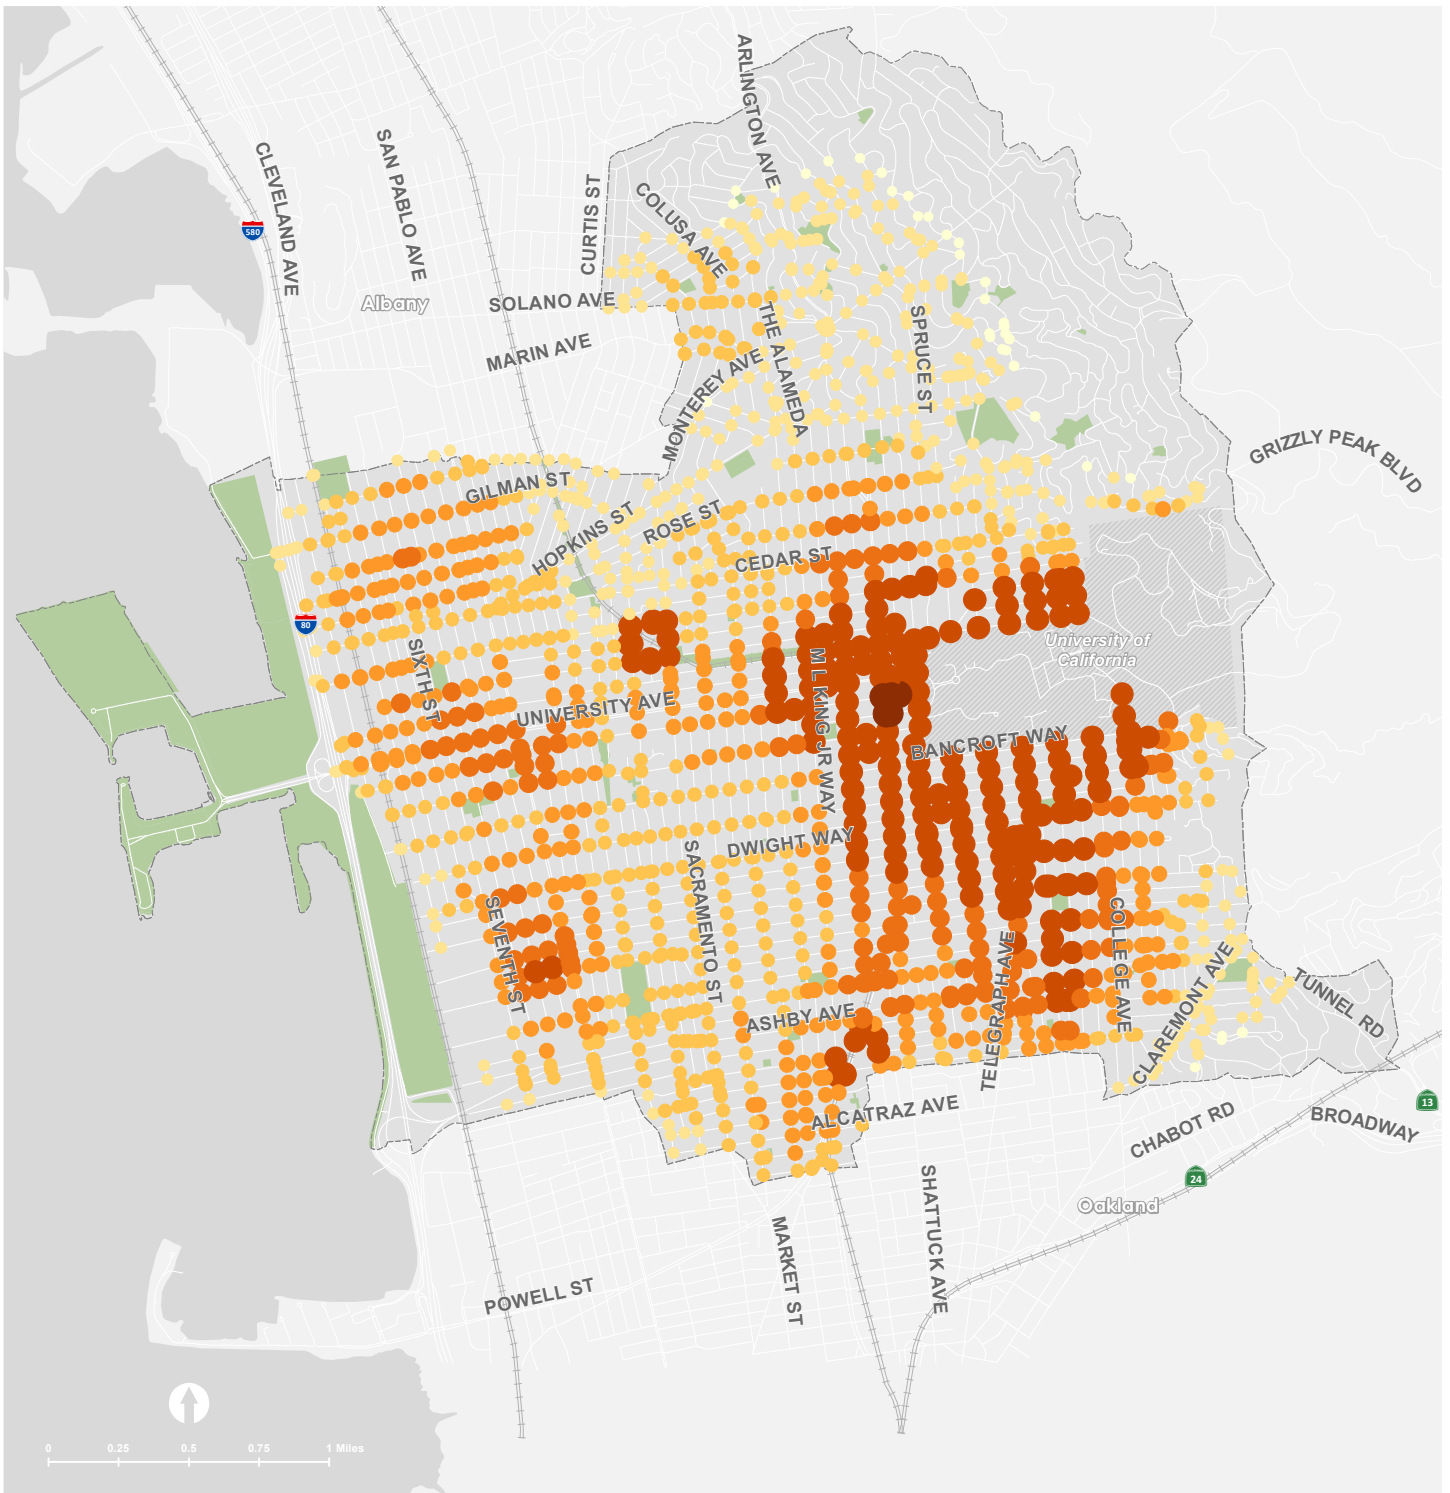 ARLINGTON AVE
CLEVELAND AVE
SAN PABLO AVE
CURTIS ST
COLUSA AVE
580
Albany
SOLANO AVE
MARIN AVE
THE ALAMEDA
SPRUCE ST
MONTEREY AVE
GRIZZLY PEAK BLVD
GILMAN ST
HOPKINS ST
ROSE ST
CEDAR ST
80
SIXTH ST
University of
California
M L KING JR WAY
UNIVERSITY AVE
BANCROFT WAY
DWIGHT WAY
SACRAMENTO ST
SEVENTH ST
COLLEGE AVE
TELEGRAPH AVE
CLAREMONT AVE
TUNNEL RD
ASHBY AVE
ALCATRAZ AVE
CHABOT RD
BROADWAY
13
24
Oakland
SHATTUCK AVE
MARKET ST
POWELL ST
0 0.25 0.5 0.75 1 Miles